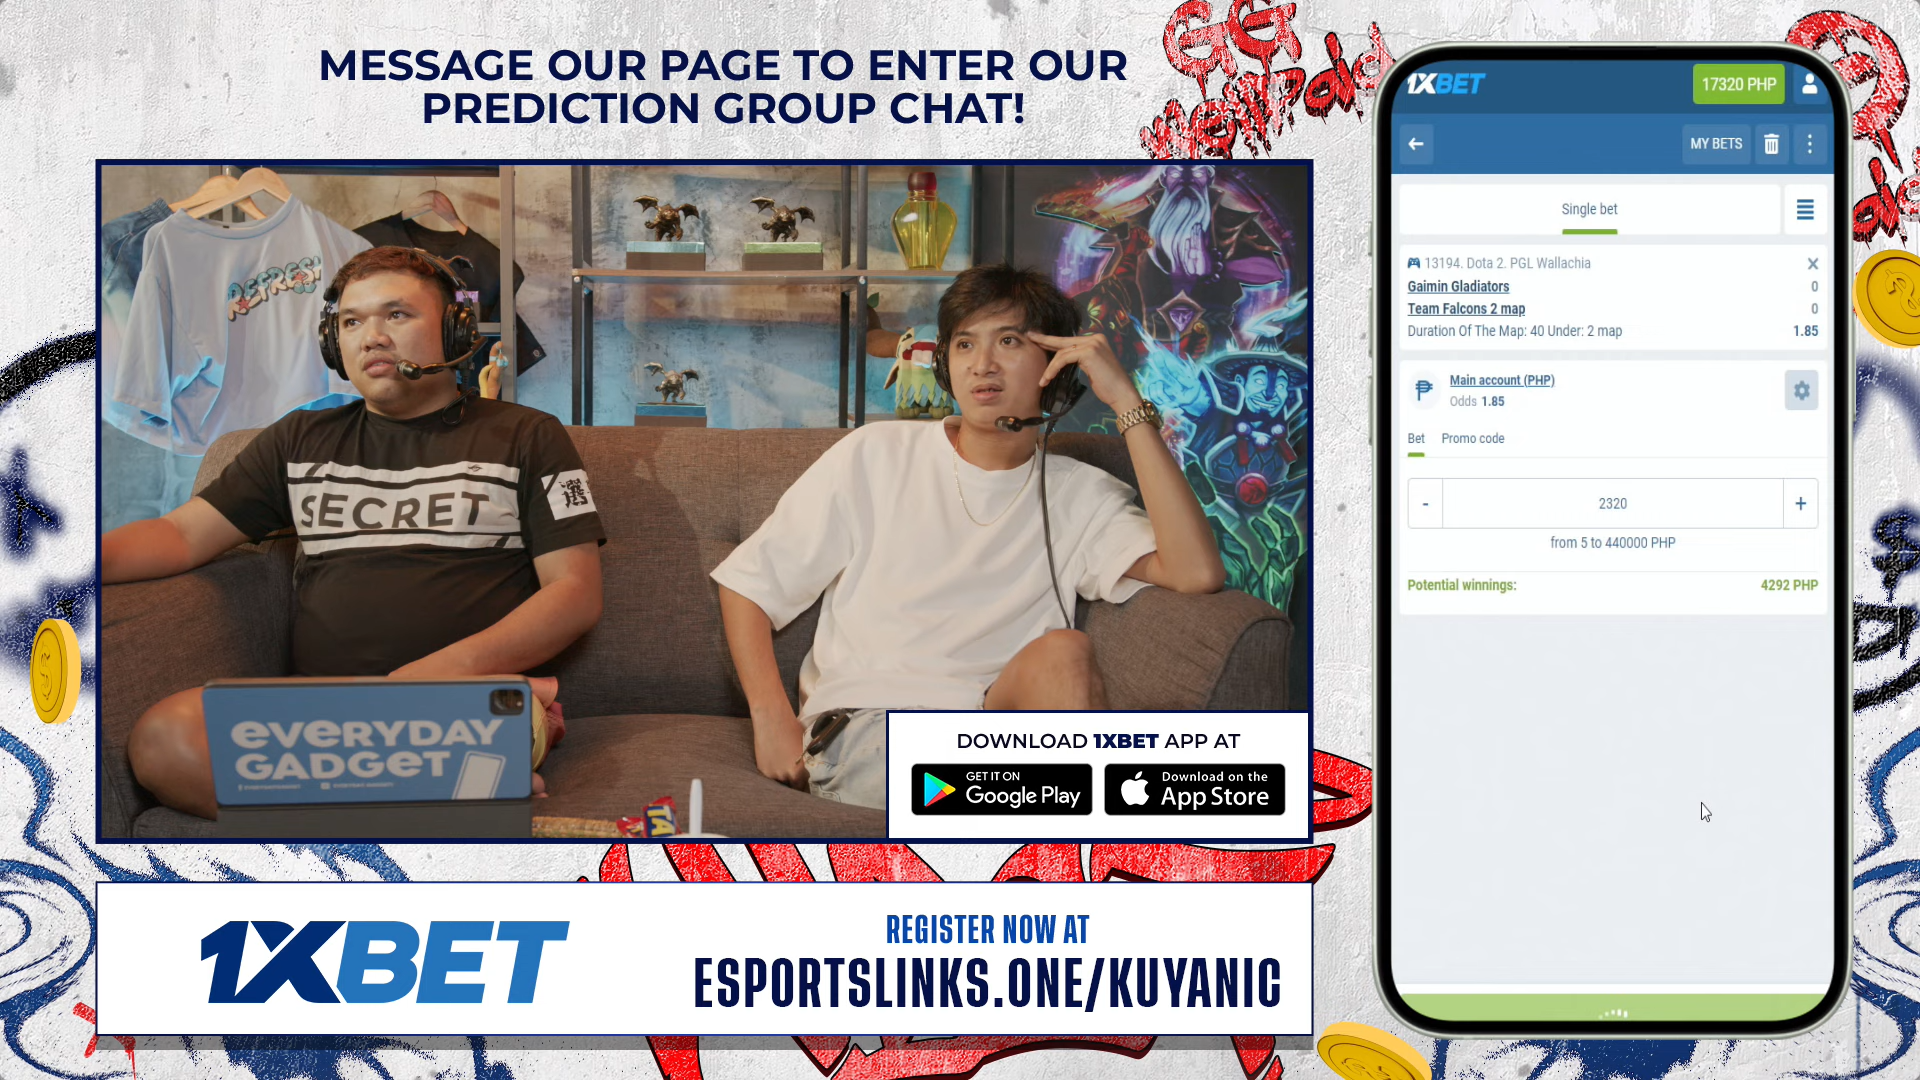 MESSAGE OUR PAGE TO ENTER OUR
PREDICTION GROUP CHAT!
GG
REFRESH
SECRET
選
EVERYDAY
GADGET
TA
DOWNLOAD 1XBET APP AT
GET IT ON
Google Play
Download on the
App Store
1XBET
REGISTER NOW AT
ESPORTSLINKS.ONE/KUYANIC
1XBET
17320 PHP
MY BETS
Single bet
13194. Dota 2. PGL Wallachia
Gaimin Gladiators 0
Team Falcons 2 map 0
Duration Of The Map: 40 Under: 2 map 1.85
₱ Main account (PHP)
Odds 1.85
Bet Promo code
- 2320 +
from 5 to 440000 PHP
Potential winnings: 4292 PHP